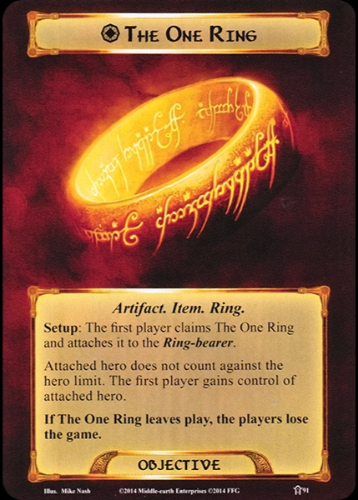 THE ONE RING
Artifact. Item. Ring.
Setup: The first player claims The One Ring
and attaches it to the Ring-bearer.
Attached hero does not count against the
hero limit. The first player gains control of
attached hero.
If The One Ring leaves play, the players lose
the game.
OBJECTIVE
Illus. Mike Nash ©2014 Middle-earth Enterprises ©2014 FFG 91